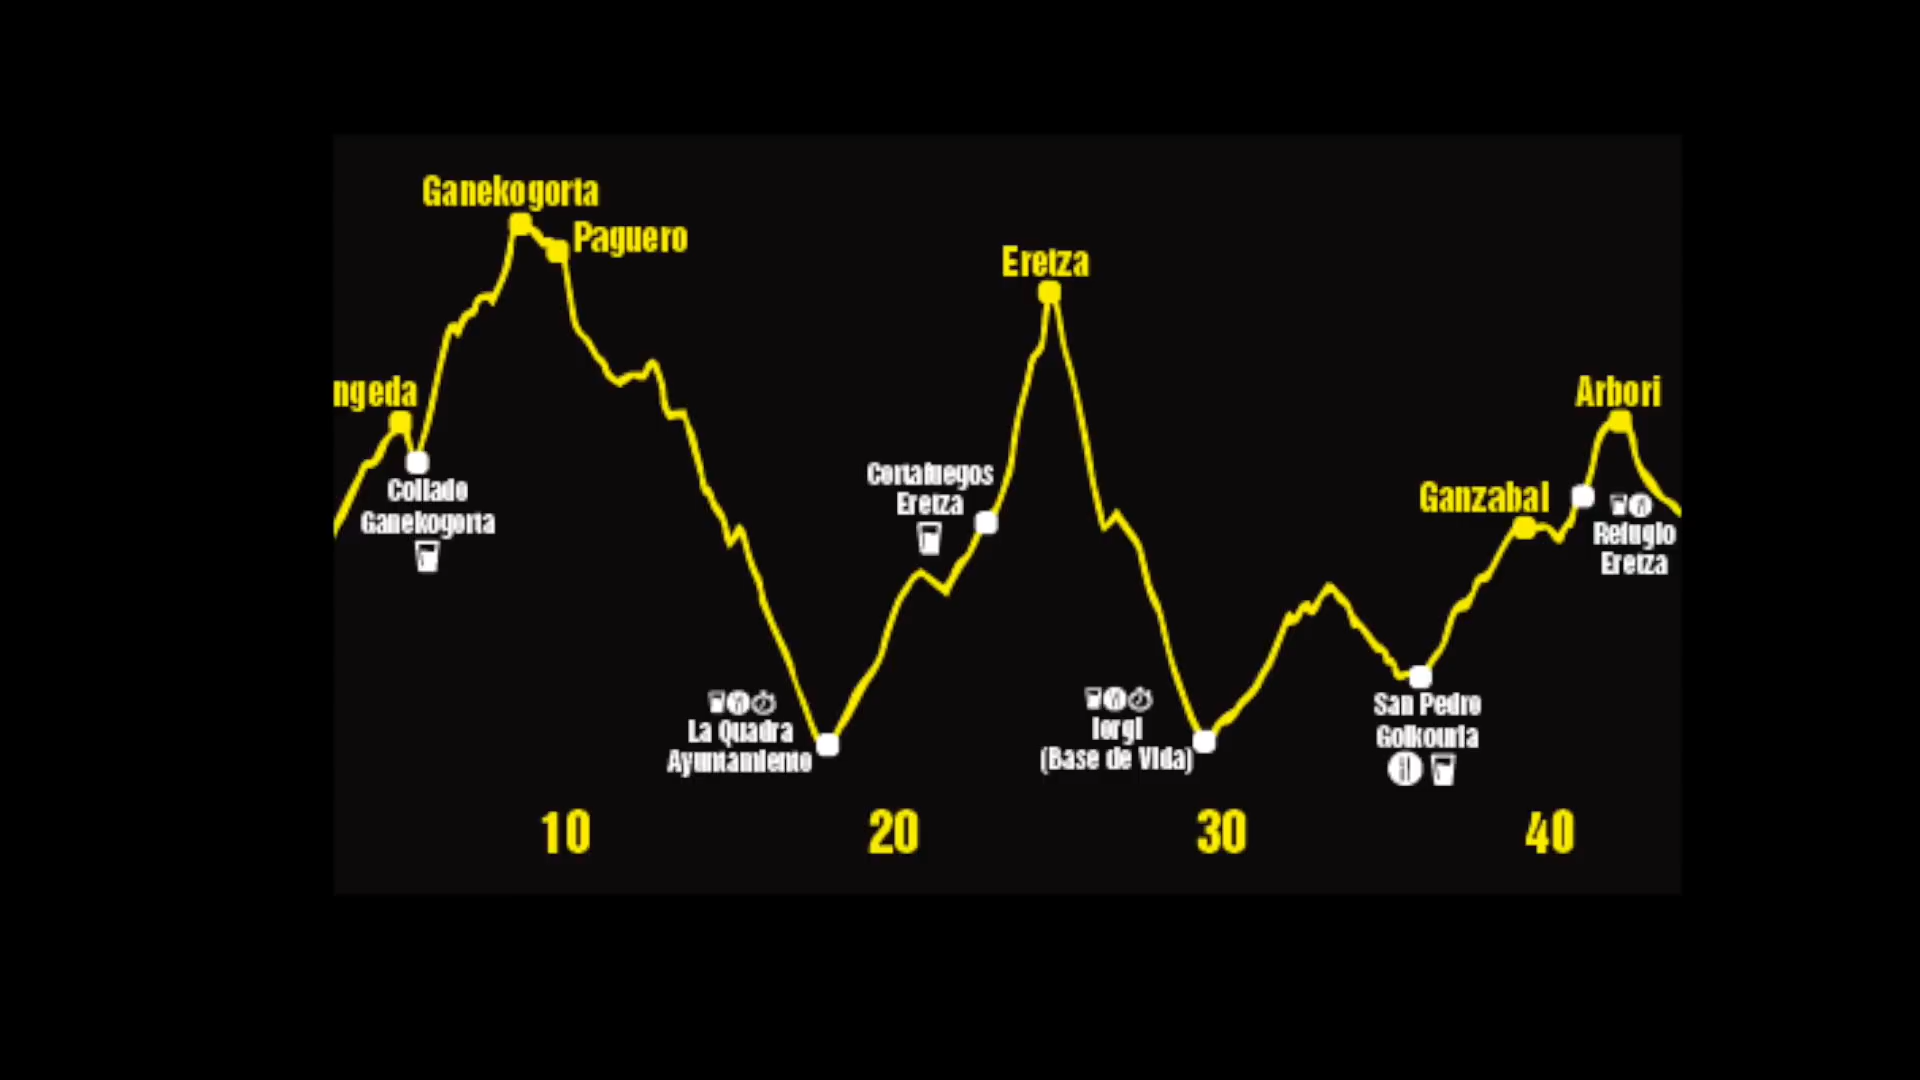 Ganekogorta
Paguero
Eretza
ngeda
Arbori
Collado
Ganekogorta
Cortafuegos
Eretza
Ganzabal
Refugio
Eretza
La Quadra
Ayuntamiento
Iorgi
(Base de Vida)
San Pedro
Goikouria
10 20 30 40